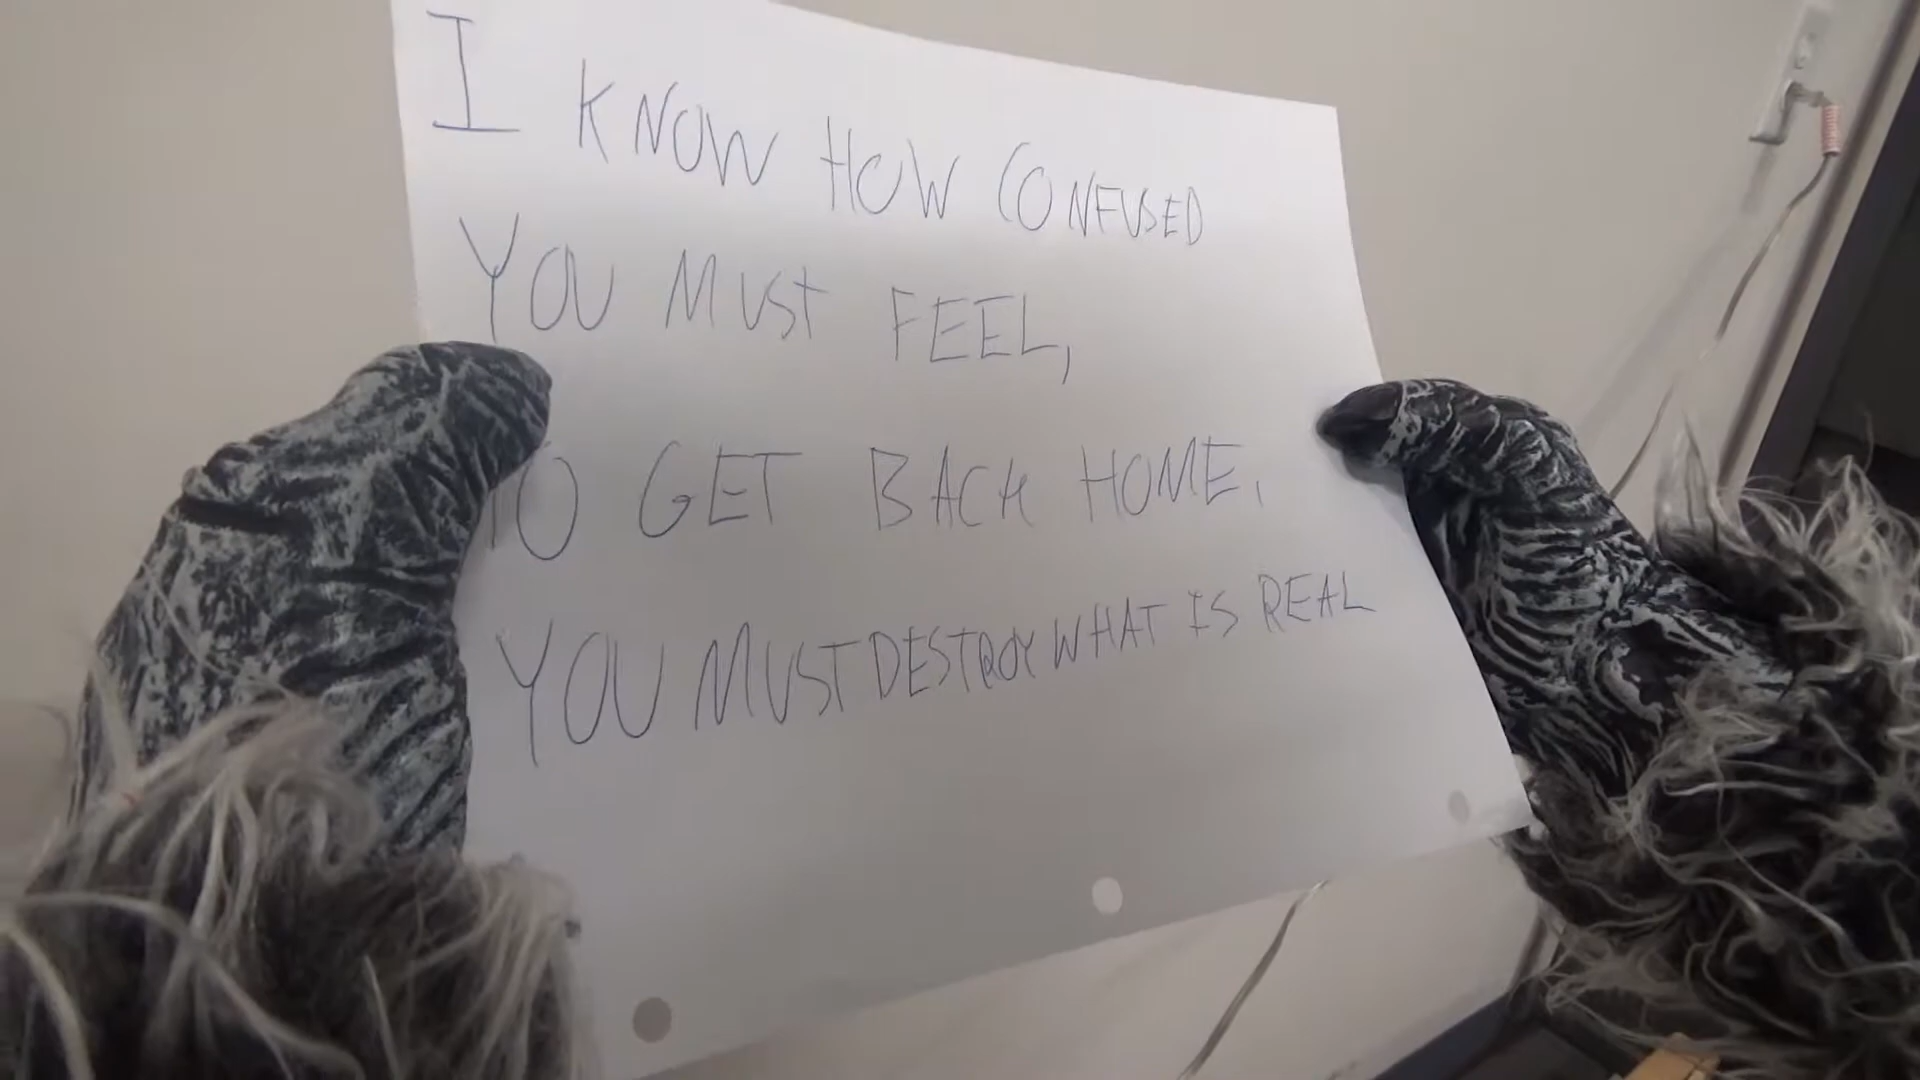 I KNOW HOW CONFUSED
YOU MUST FEEL,
TO GET BACK HOME,
YOU MUST DESTROY WHAT IS REAL